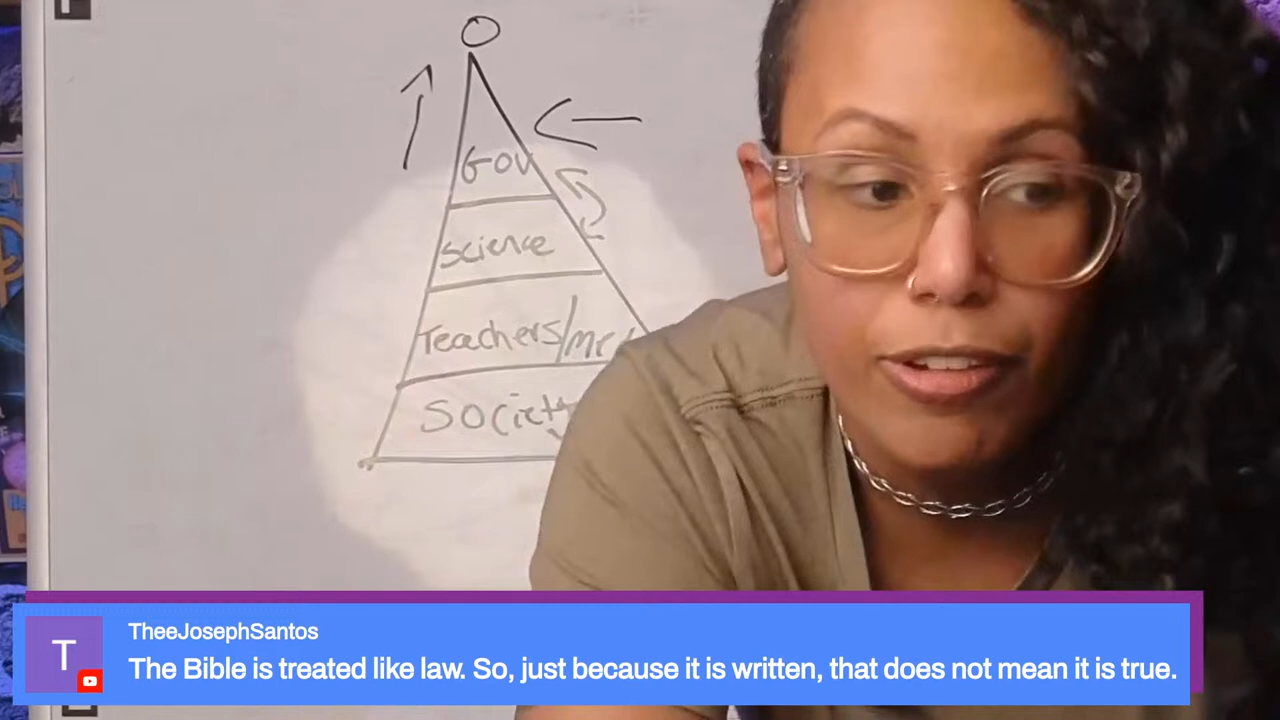 O
Gov
Science
Teachers/
Society
T
TheeJosephSantos
The Bible is treated like law. So, just because it is written, that does not mean it is true.